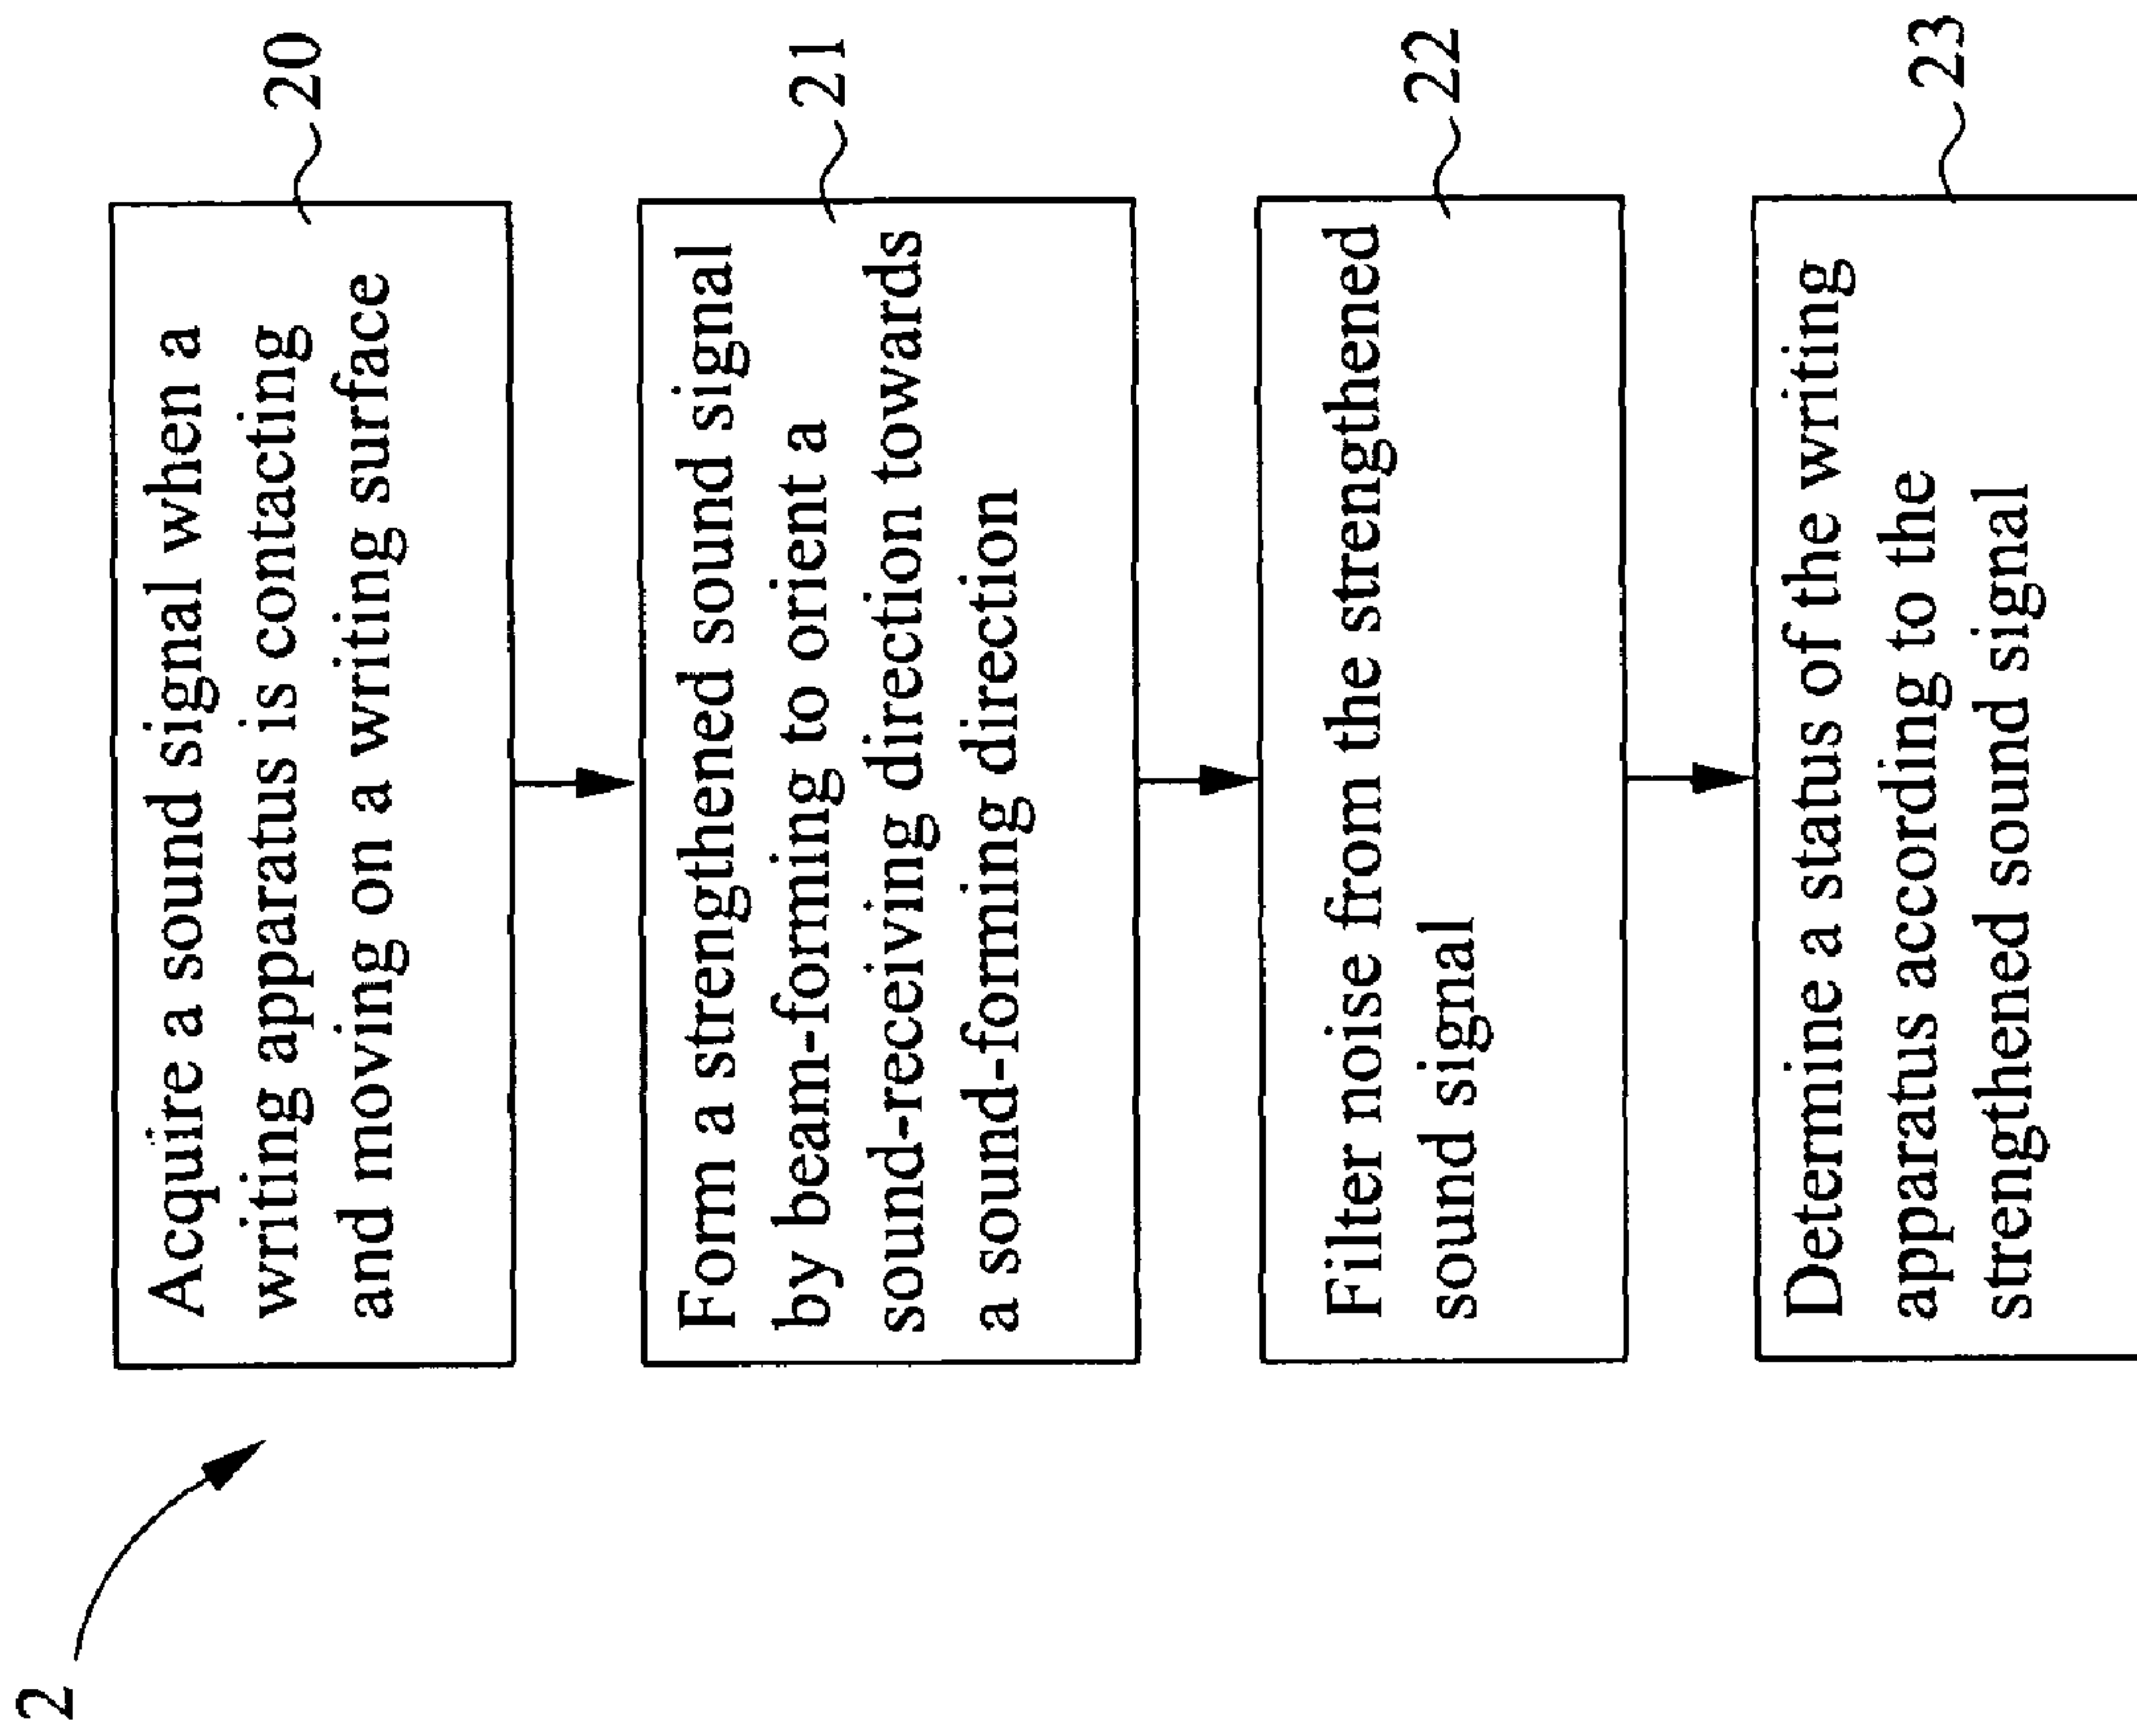 2
Acquire a sound signal when a
writing apparatus is contacting
and moving on a writing surface
20
Form a strengthened sound signal
by beam-forming to orient a
sound-receiving direction towards
a sound-forming direction
21
Filter noise from the strengthened
sound signal
22
Determine a status of the writing
apparatus according to the
strengthened sound signal
23